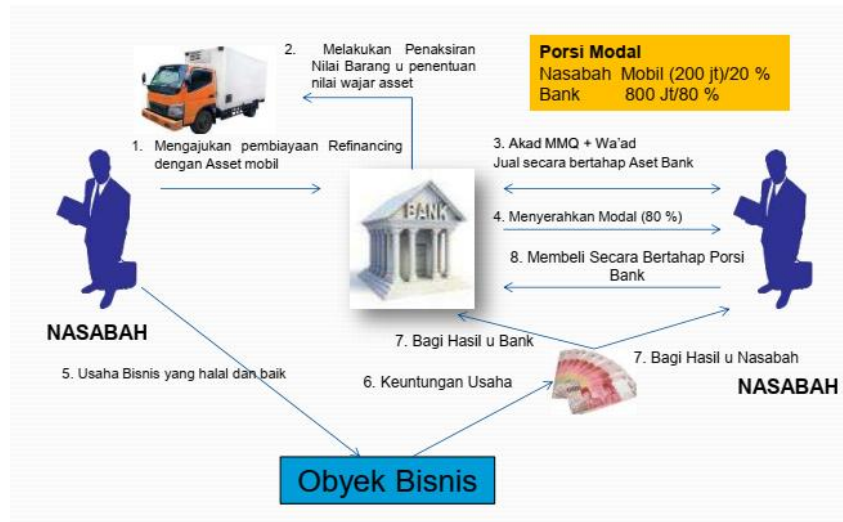 2. Melakukan Penaksiran
Nilai Barang u penentuan
nilai wajar asset
Porsi Modal
Nasabah Mobil (200 jt)/20 %
Bank 800 Jt/80 %
1. Mengajukan pembiayaan Refinancing
dengan Asset mobil
3. Akad MMQ + Wa'ad
Jual secara bertahap Aset Bank
BANK
4. Menyerahkan Modal (80 %)
8. Membeli Secara Bertahap Porsi
Bank
NASABAH
7. Bagi Hasil u Bank
7. Bagi Hasil u Nasabah
5. Usaha Bisnis yang halal dan baik
6. Keuntungan Usaha
NASABAH
Obyek Bisnis